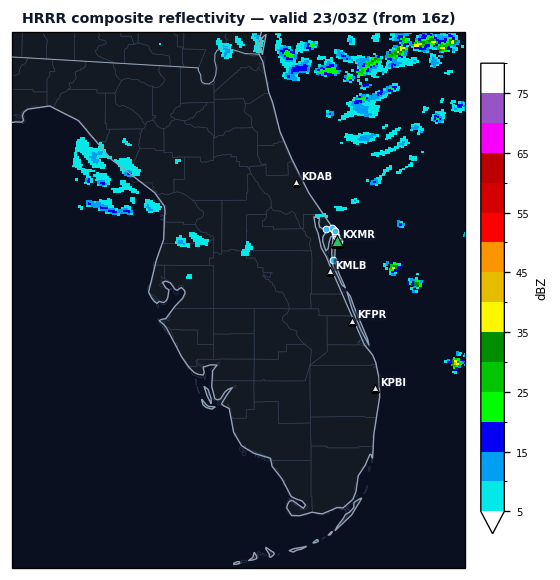 HRRR composite reflectivity — valid 23/03Z (from 16z)
KDAB
KXMR
KMLB
KFPR
KPBI
75
65
55
45
35
25
15
5
dBZ